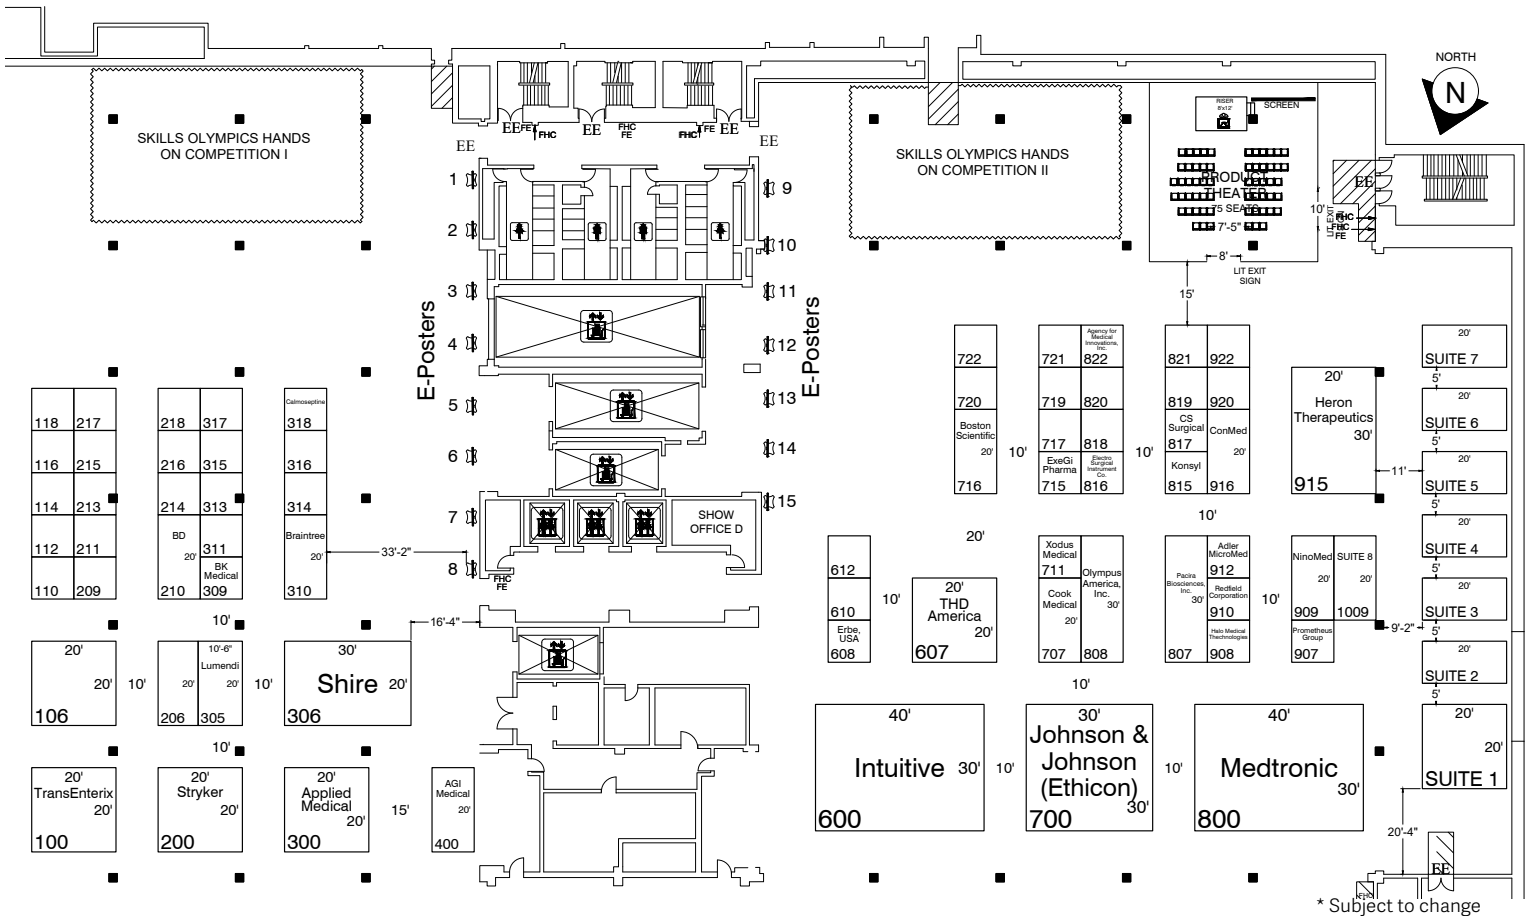 NORTH
N
SKILLS OLYMPICS HANDS
ON COMPETITION I
EE
EE
FE
FHC
EE
FHC
FE
FHC
FE
EE
EE
SKILLS OLYMPICS HANDS
ON COMPETITION II
RISER
8'x12'
SCREEN
PRODUCT
THEATER
75 SEATS
7'-5"
10'
8'
LIT EXIT
SIGN
15'
LIT EXIT
EE
FHC
FHC
FE
1
2
3
4
5
6
7
8
E-Posters
9
10
11
12
13
14
15
E-Posters
SHOW
OFFICE D
FHC
FE
118
217
116
215
114
213
112
211
110
209
218
317
216
315
214
313
BD
20'
210
311
BK
Medical
309
Calmoseptine
318
316
314
Braintree
20'
310
33'-2"
10'
16'-4"
20'
20'
106
10'
20'
206
10'-6"
Lumendi
20'
305
10'
30'
Shire 20'
306
10'
20'
TransEnterix
20'
100
20'
Stryker
20'
200
20'
Applied
Medical
20'
300
15'
AGI
Medical
20'
400
722
720
Boston
Scientific
20'
716
10'
721
719
717
ExeGi
Pharma
715
Agency for
Medical
Innovations,
Inc.
822
820
818
Electro
Surgical
Instrument
Co.
816
10'
821
819
CS
Surgical
817
Konsyl
815
922
920
ConMed
20'
916
20'
Heron
Therapeutics
30'
915
11'
10'
20'
612
610
Erbe,
USA
608
10'
20'
THD
America
20'
607
Xodus
Medical
711
Cook
Medical
20'
707
Olympus
America,
Inc.
30'
808
Pacira
Biosciences,
Inc.
30'
807
Adler
MicroMed
912
Redfield
Corporation
910
Halo Medical
Thechnologies
908
10'
NinoMed
20'
909
SUITE 8
20'
1009
Prometheus
Group
907
9'-2"
10'
40'
Intuitive 30'
600
10'
30'
Johnson &
Johnson
(Ethicon)
30'
700
10'
40'
Medtronic
30'
800
20'
SUITE 7
5'
20'
SUITE 6
5'
20'
SUITE 5
5'
20'
SUITE 4
5'
20'
SUITE 3
5'
20'
SUITE 2
5'
20'
20'
SUITE 1
20'-4"
EE
FHC
* Subject to change